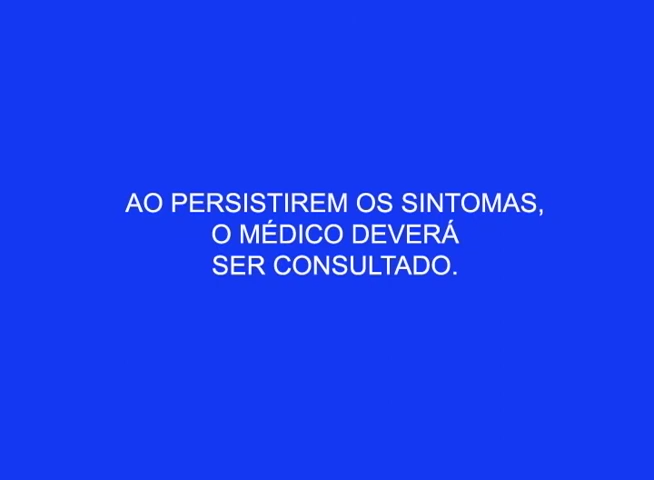 AO PERSISTIREM OS SINTOMAS,
O MÉDICO DEVERÁ
SER CONSULTADO.